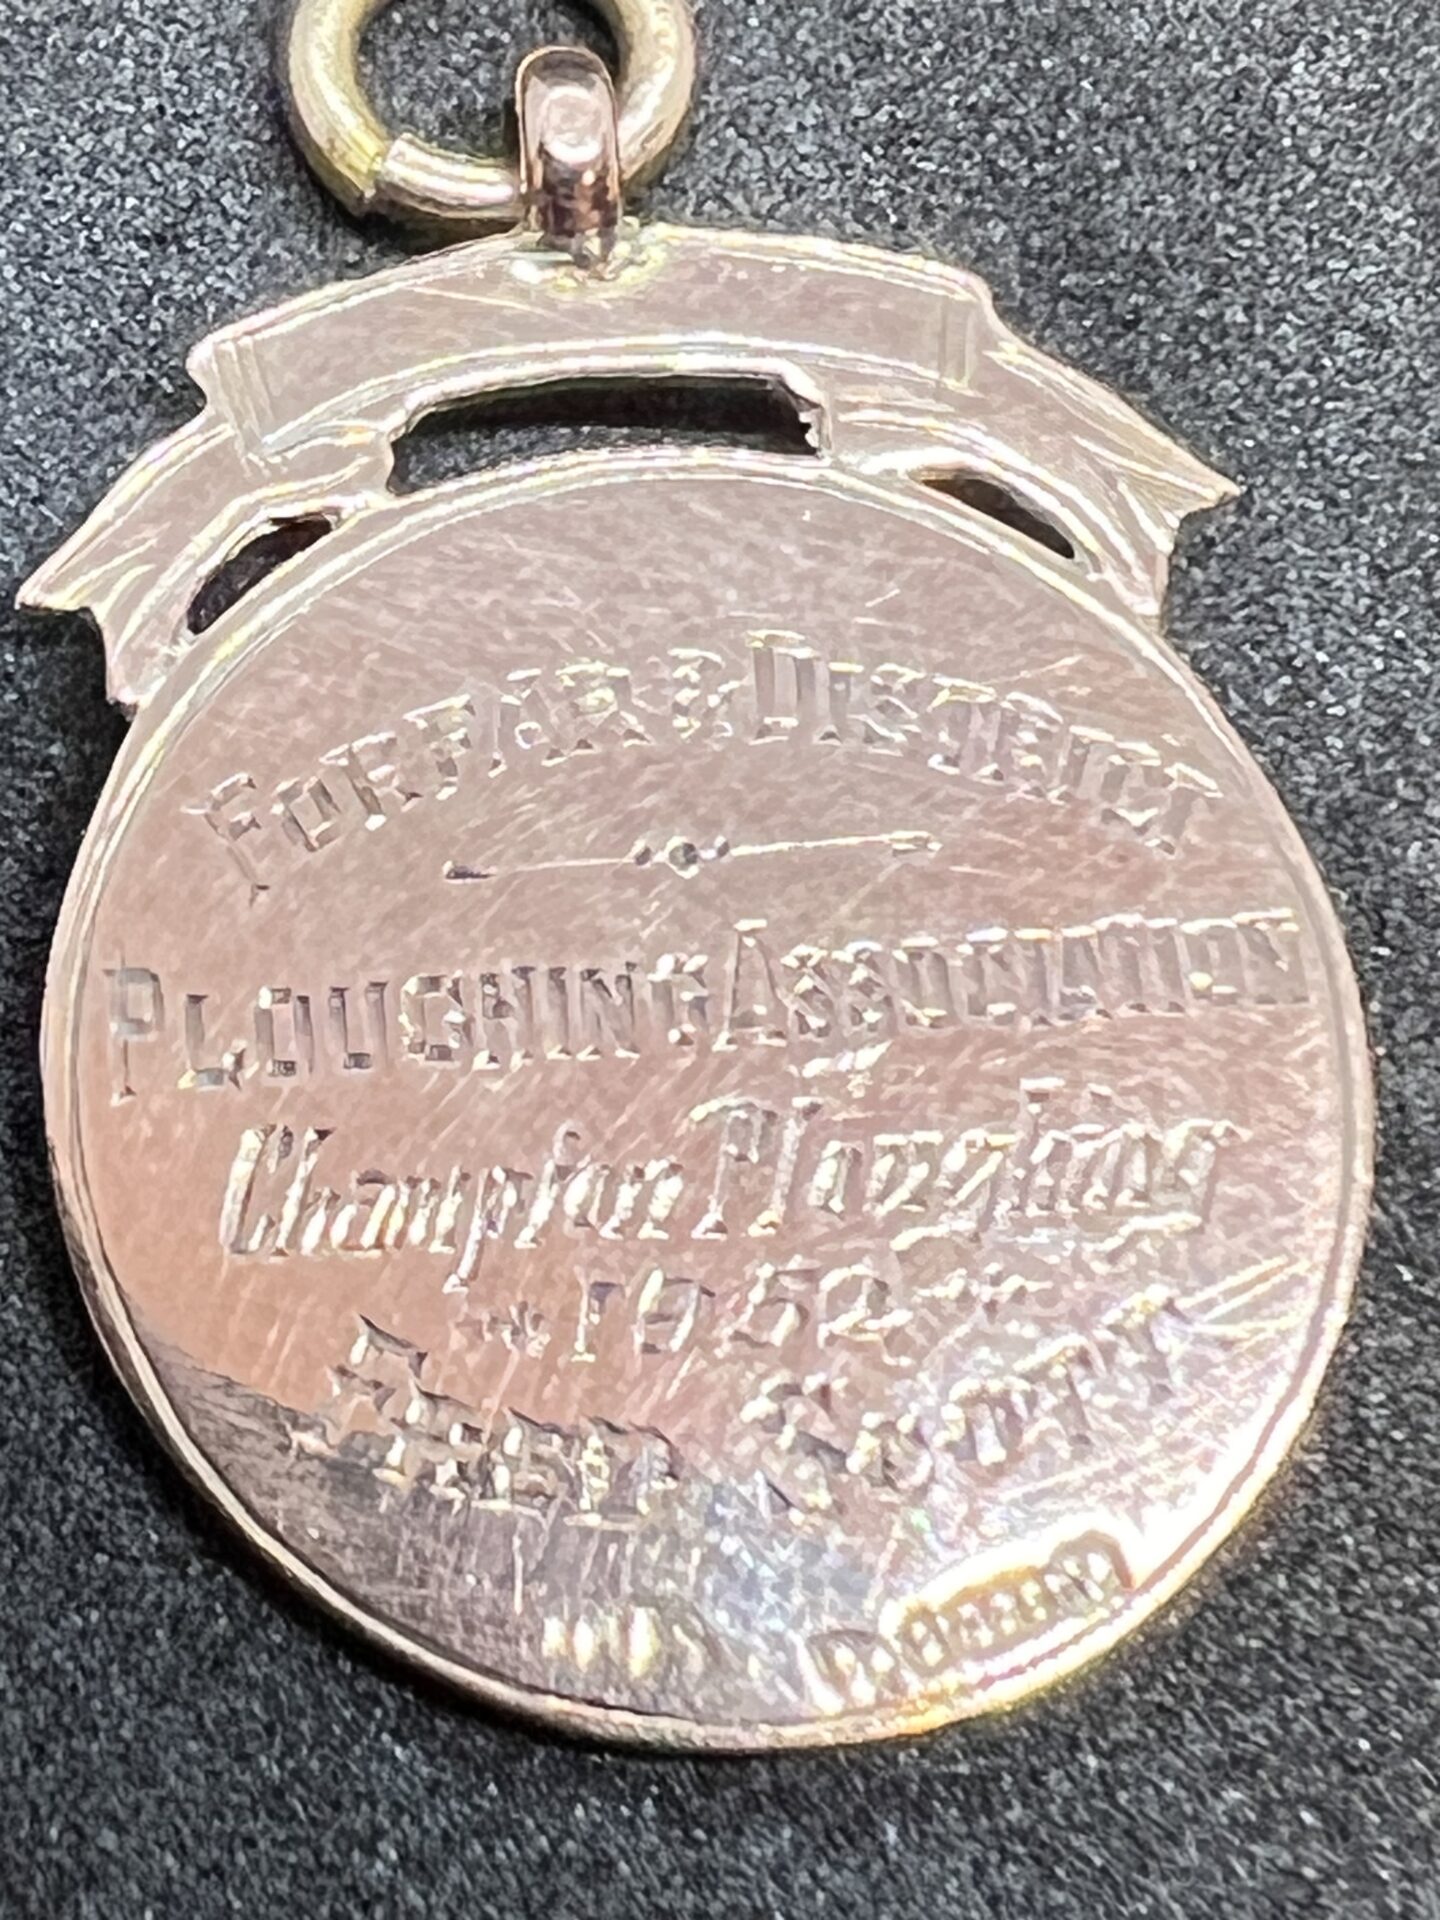 FORFAR & DISTRICT
PLOUGHING ASSOCIATION
Champion Ploughing
1952
SCOTT